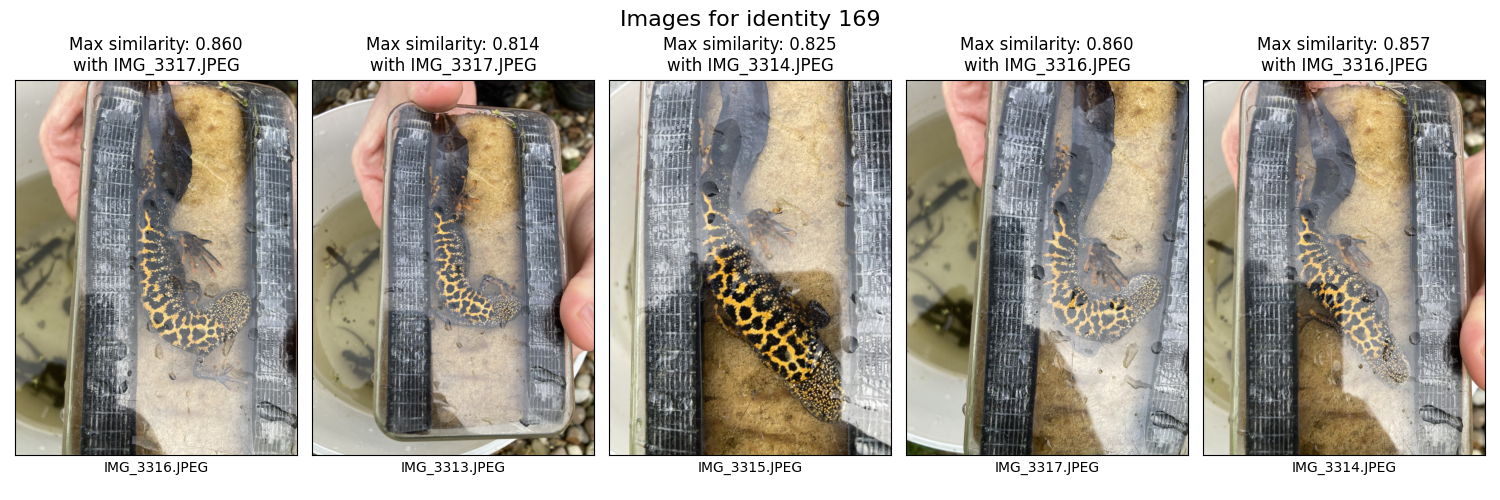 Images for identity 169
Max similarity: 0.860
with IMG_3317.JPEG
Max similarity: 0.814
with IMG_3317.JPEG
Max similarity: 0.825
with IMG_3314.JPEG
Max similarity: 0.860
with IMG_3316.JPEG
Max similarity: 0.857
with IMG_3316.JPEG
IMG_3316.JPEG
IMG_3313.JPEG
IMG_3315.JPEG
IMG_3317.JPEG
IMG_3314.JPEG